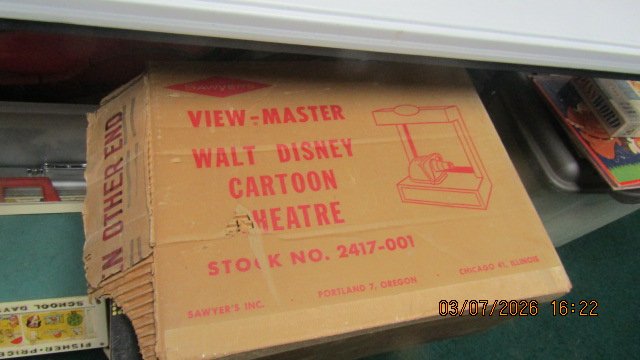 SAWYER'S
VIEW-MASTER
WALT DISNEY
CARTOON
HEATRE
STOCK NO. 2417-001
SAWYER'S INC.
PORTLAND 7, OREGON
CHICAGO 41, ILLINOIS
N OTHER END
SCHOOL DAYS
FISHER-PRICE
03/07/2026 16:22